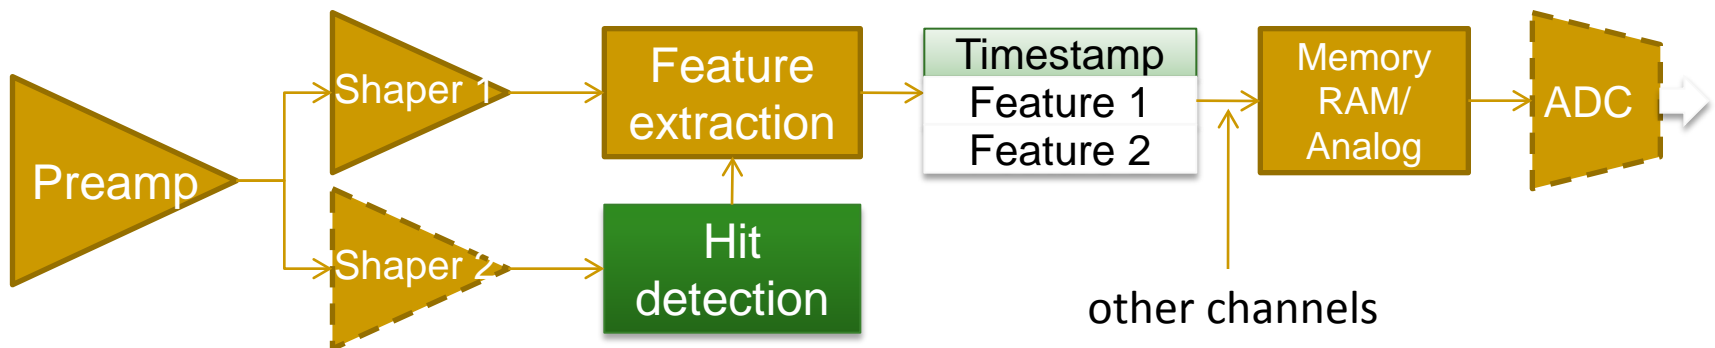 Preamp
Shaper 1
Shaper 2
Feature
extraction
Hit
detection
Timestamp
Feature 1
Feature 2
other channels
Memory
RAM/
Analog
ADC